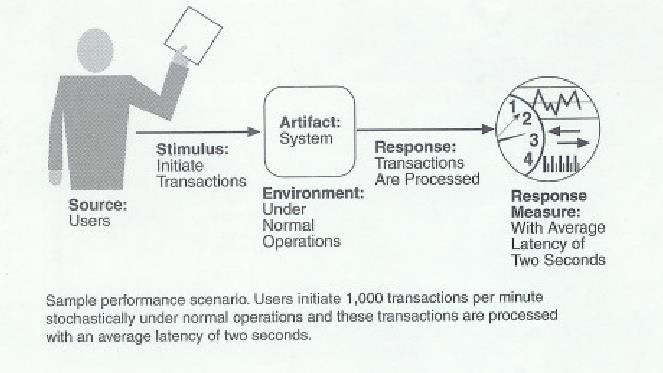 Source:
Users
Stimulus:
Initiate
Transactions
Artifact:
System
Environment:
Under
Normal
Operations
Response:
Transactions
Are Processed
1
2
3
4
Response
Measure:
With Average
Latency of
Two Seconds
Sample performance scenario. Users initiate 1,000 transactions per minute
stochastically under normal operations and these transactions are processed
with an average latency of two seconds.